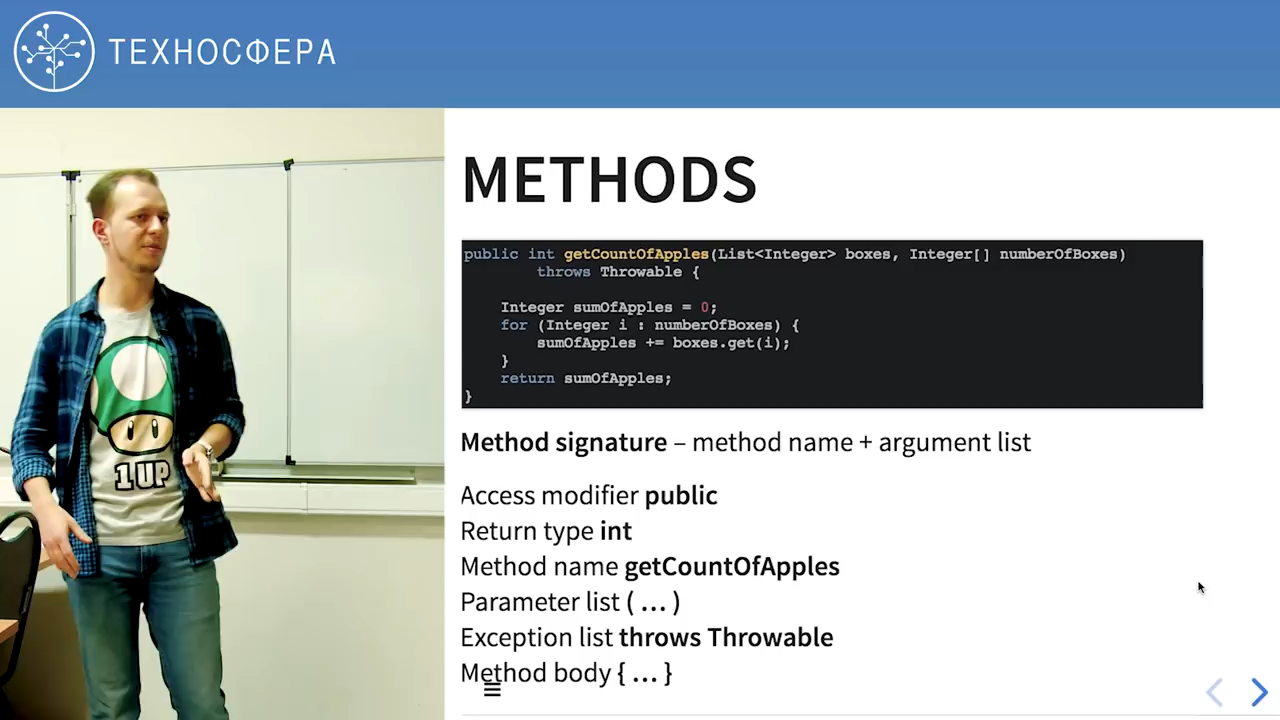 ТЕХНОСФЕРА
METHODS
public int getCountOfApples(List<Integer> boxes, Integer[] numberOfBoxes)
throws Throwable {
Integer sumOfApples = 0;
for (Integer i : numberOfBoxes) {
sumOfApples += boxes.get(i);
}
return sumOfApples;
}
Method signature – method name + argument list
Access modifier public
Return type int
Method name getCountOfApples
Parameter list ( ... )
Exception list throws Throwable
Method body { ... }
1 UP